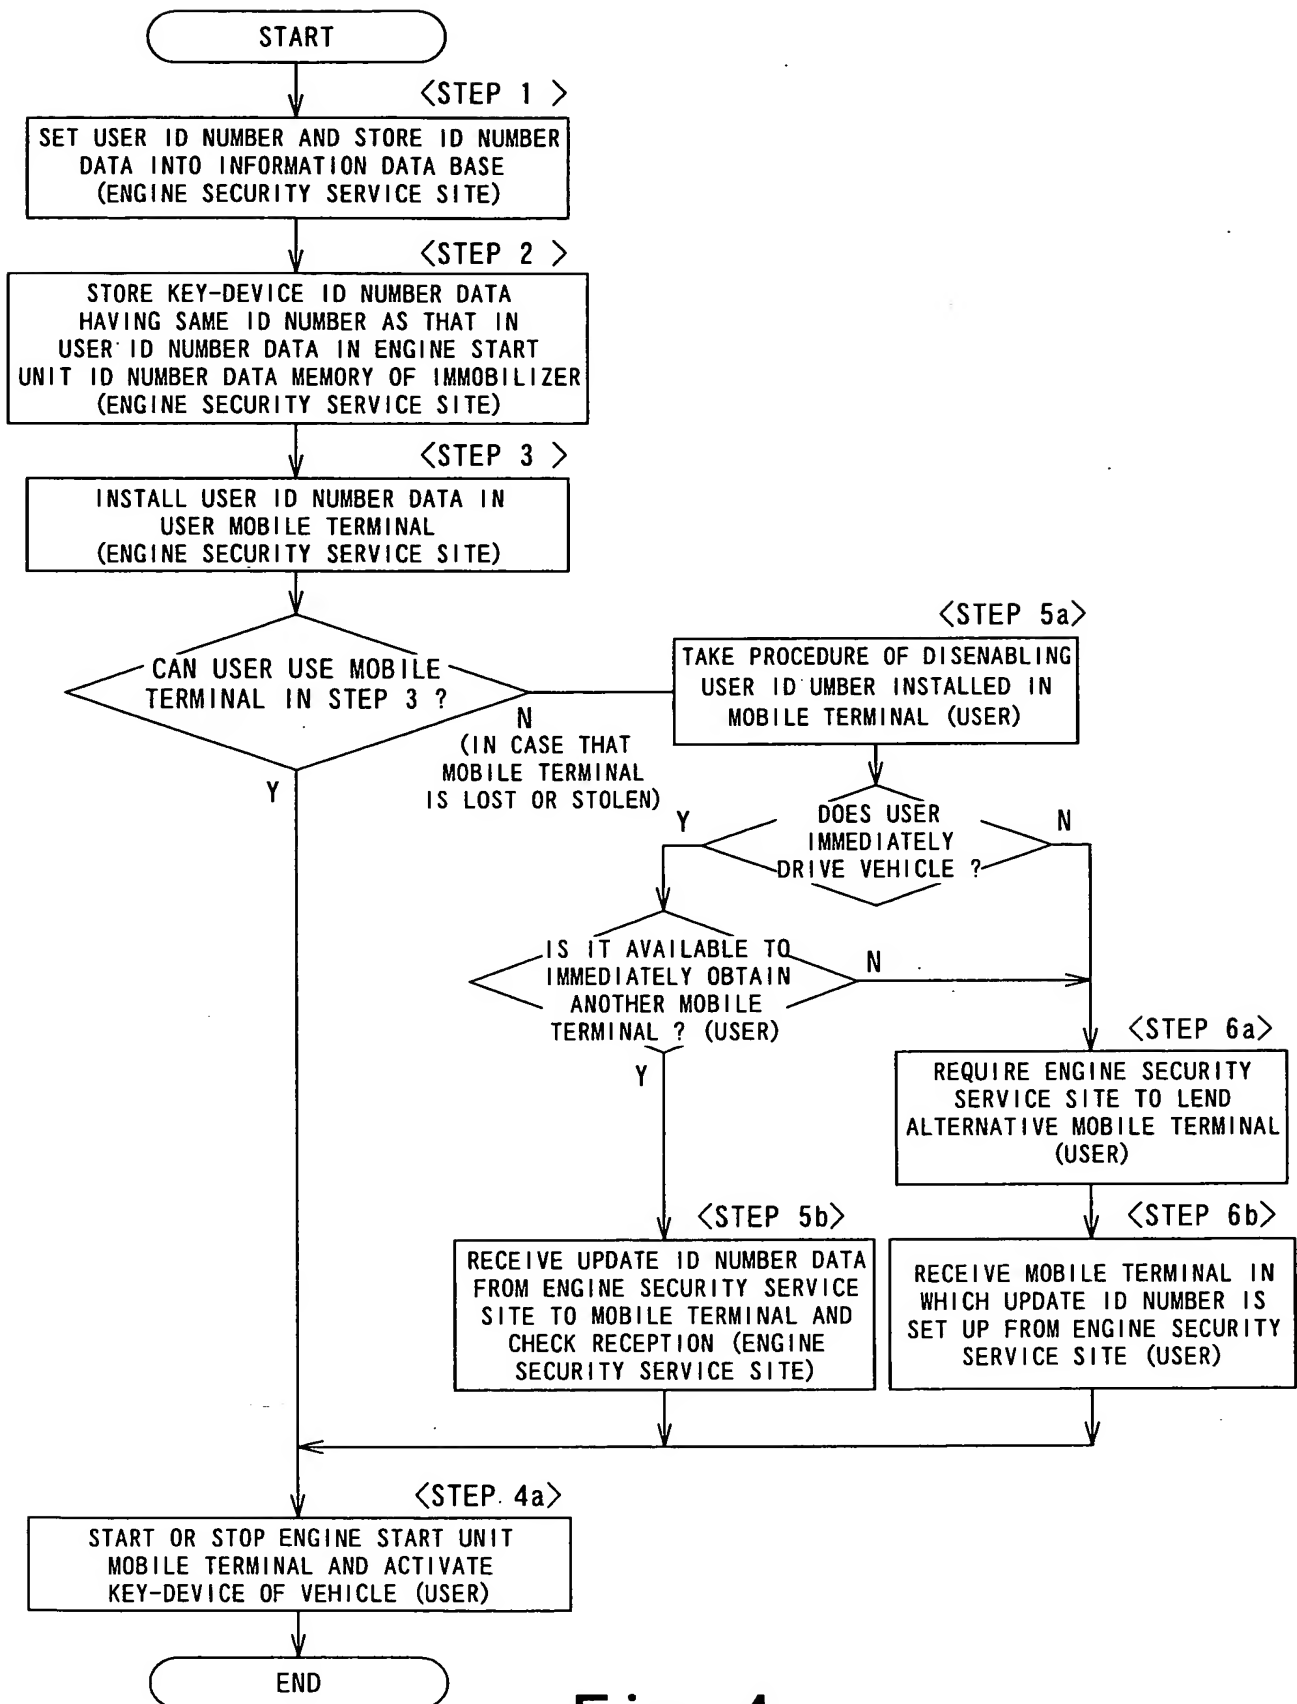 START
<STEP 1 >
SET USER ID NUMBER AND STORE ID NUMBER
DATA INTO INFORMATION DATA BASE
(ENGINE SECURITY SERVICE SITE)
<STEP 2 >
STORE KEY-DEVICE ID NUMBER DATA
HAVING SAME ID NUMBER AS THAT IN
USER ID NUMBER DATA IN ENGINE START
UNIT ID NUMBER DATA MEMORY OF IMMOBILIZER
(ENGINE SECURITY SERVICE SITE)
<STEP 3 >
INSTALL USER ID NUMBER DATA IN
USER MOBILE TERMINAL
(ENGINE SECURITY SERVICE SITE)
CAN USER USE MOBILE
TERMINAL IN STEP 3 ?
N
(IN CASE THAT
MOBILE TERMINAL
IS LOST OR STOLEN)
Y
<STEP 5a>
TAKE PROCEDURE OF DISENABLING
USER ID UMBER INSTALLED IN
MOBILE TERMINAL (USER)
DOES USER
IMMEDIATELY
DRIVE VEHICLE ?
Y
N
IS IT AVAILABLE TO
IMMEDIATELY OBTAIN
ANOTHER MOBILE
TERMINAL ? (USER)
N
Y
<STEP 6a>
REQUIRE ENGINE SECURITY
SERVICE SITE TO LEND
ALTERNATIVE MOBILE TERMINAL
(USER)
<STEP 5b>
RECEIVE UPDATE ID NUMBER DATA
FROM ENGINE SECURITY SERVICE
SITE TO MOBILE TERMINAL AND
CHECK RECEPTION (ENGINE
SECURITY SERVICE SITE)
<STEP 6b>
RECEIVE MOBILE TERMINAL IN
WHICH UPDATE ID NUMBER IS
SET UP FROM ENGINE SECURITY
SERVICE SITE (USER)
<STEP 4a>
START OR STOP ENGINE START UNIT
MOBILE TERMINAL AND ACTIVATE
KEY-DEVICE OF VEHICLE (USER)
END